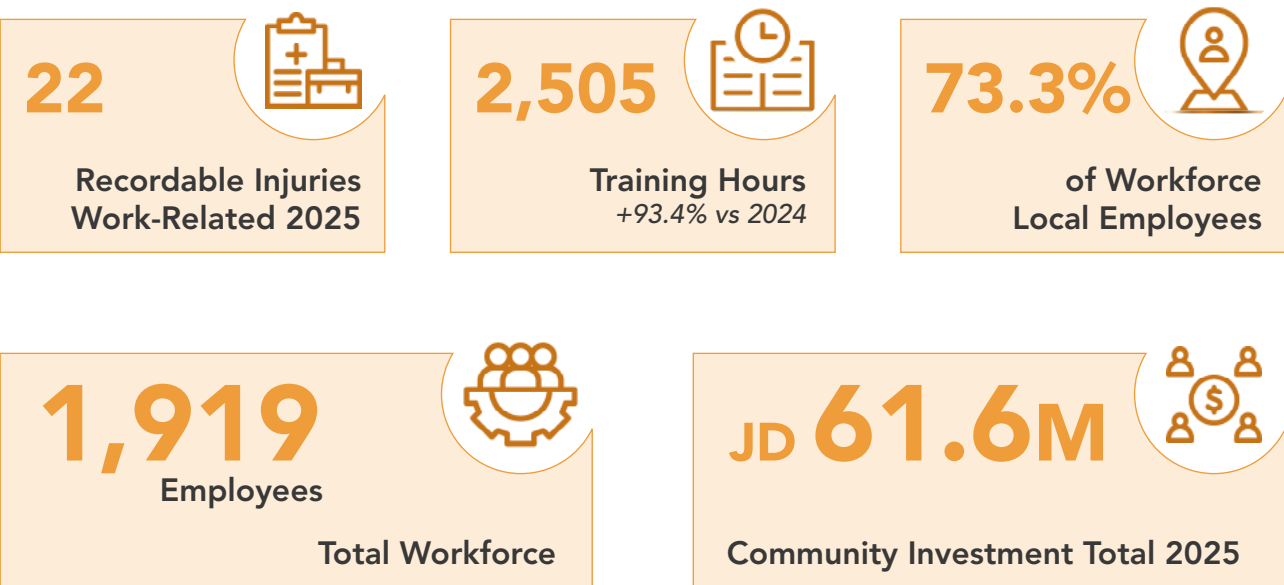 22
Recordable Injuries
Work-Related 2025
2,505
Training Hours
+93.4% vs 2024
73.3%
of Workforce
Local Employees
1,919
Employees
Total Workforce
JD 61.6M
Community Investment Total 2025